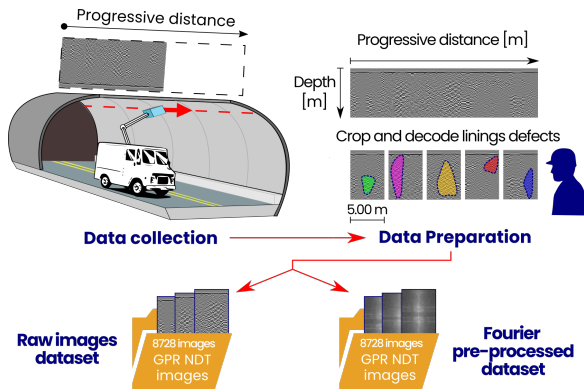 Progressive distance
Progressive distance [m]
Depth
[m]
Crop and decode linings defects
5.00 m
Data collection
Data Preparation
Raw images
dataset
8728 images
GPR NDT
images
8728 images
GPR NDT
images
Fourier
pre-processed
dataset